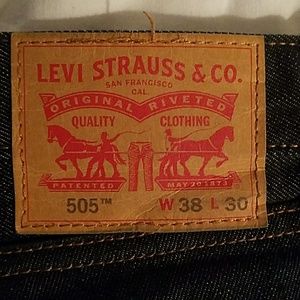 LEVI STRAUSS & CO.
SAN FRANCISCO
CAL.
ORIGINAL RIVETED
QUALITY CLOTHING
PATENTED MAY 20 1873
505™ W 38 L 30